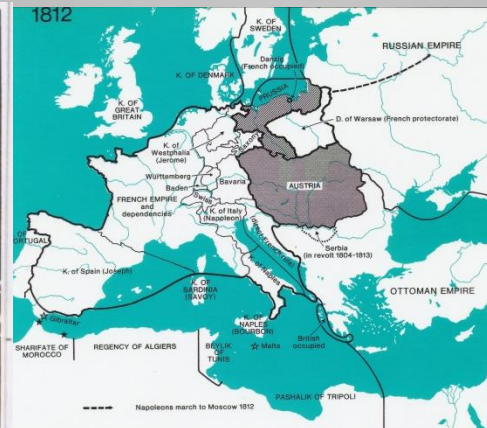 1812
K. OF
SWEDEN
RUSSIAN EMPIRE
Danzig
(French occupied)
K. OF DENMARK
PRUSSIA
K. OF
GREAT
BRITAIN
D. of Warsaw (French protectorate)
K. of
Westphalia
(Jerome)
Saxony
Württemberg
Baden
Bavaria
AUSTRIA
FRENCH EMPIRE
and
dependencies
Swiss
K. of Italy
(Napoleon)
Serbia
(in revolt 1804-1813)
PORTUGAL
K. of Spain (Joseph)
K. OF
SARDINIA
(SAVOY)
K. of Naples
OTTOMAN EMPIRE
K. OF
NAPLES
(BOURBON)
British
occupied
Gibraltar
SHARIFATE OF
MOROCCO
REGENCY OF ALGIERS
BEYLIK
OF
TUNIS
Malta
PASHALIK OF TRIPOLI
Napoleons march to Moscow 1812